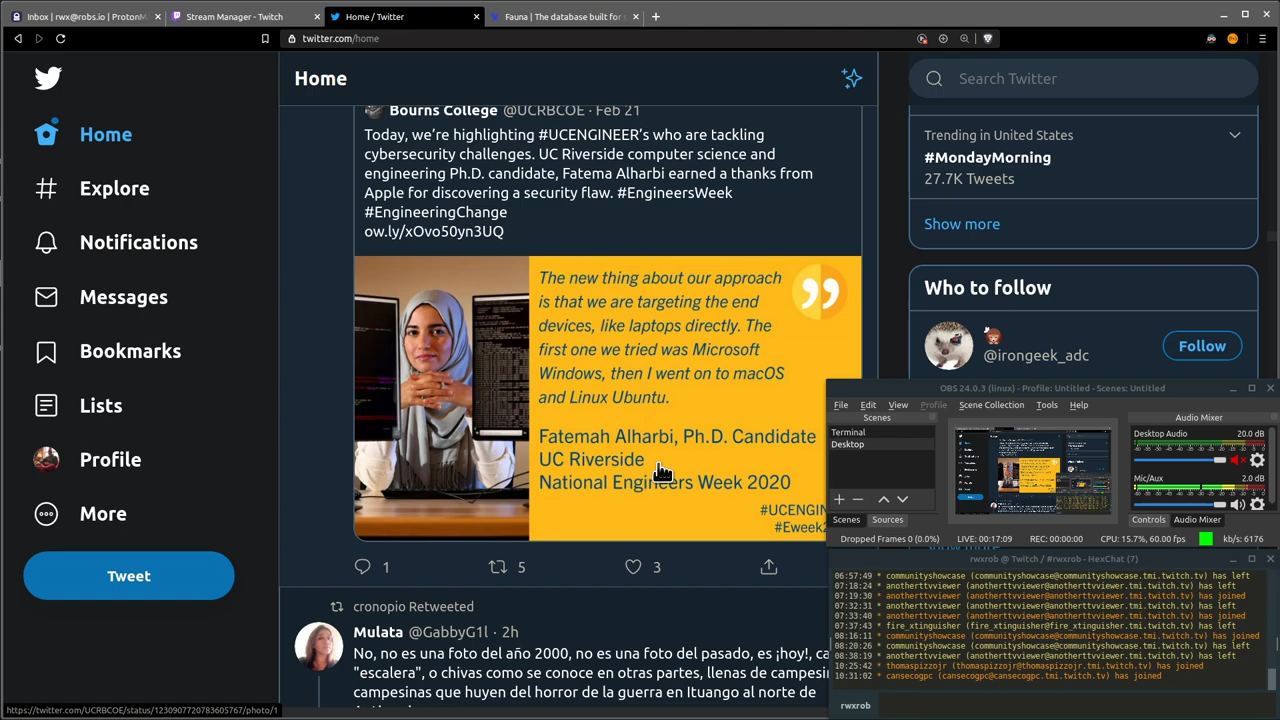 Inbox | rwx@robs.io | ProtonM
Stream Manager - Twitch
Home / Twitter
Fauna | The database built for
twitter.com/home
Home
Explore
Notifications
Messages
Bookmarks
Lists
Profile
More
Tweet
Home
Bourns College @UCRBCOE · Feb 21
Today, we're highlighting #UCENGINEER's who are tackling
cybersecurity challenges. UC Riverside computer science and
engineering Ph.D. candidate, Fatema Alharbi earned a thanks from
Apple for discovering a security flaw. #EngineersWeek
#EngineeringChange
ow.ly/xOvo50yn3UQ
The new thing about our approach
is that we are targeting the end
devices, like laptops directly. The
first one we tried was Microsoft
Windows, then I went on to macOS
and Linux Ubuntu.
Fatemah Alharbi, Ph.D. Candidate
UC Riverside
National Engineers Week 2020
#UCENGIN
#Eweek2
1
5
3
cronopio Retweeted
Mulata @GabbyG1l · 2h
No, no es una foto del año 2000, no es una foto del pasado, es ¡hoy!, ca
"escalera", o chivas como se conoce en otras partes, llenas de campesi
campesinas que huyen del horror de la guerra en Ituango al norte de
https://twitter.com/UCRBCOE/status/1230907720783605767/photo/1
Search Twitter
Trending in United States
#MondayMorning
27.7K Tweets
Show more
Who to follow
@irongeek_adc
Follow
OBS 24.0.3 (linux) - Profile: Untitled - Scenes: Untitled
File Edit View Profile Scene Collection Tools Help
Scenes
Terminal
Desktop
Scenes
Sources
Audio Mixer
Desktop Audio 20.0 dB
Mic/Aux 2.0 dB
Controls
Audio Mixer
Dropped Frames 0 (0.0%) LIVE: 00:17:09 REC: 00:00:00 CPU: 15.7%, 60.00 fps kb/s: 6176
rwxrob @ Twitch / #rwxrob - HexChat (7)
06:57:49 * communityshowcase (communityshowcase@communityshowcase.tmi.twitch.tv) has left
07:18:24 * anotherttvviewer (anotherttvviewer@anotherttvviewer.tmi.twitch.tv) has left
07:19:30 * anotherttvviewer (anotherttvviewer@anotherttvviewer.tmi.twitch.tv) has joined
07:32:31 * anotherttvviewer (anotherttvviewer@anotherttvviewer.tmi.twitch.tv) has left
07:33:40 * anotherttvviewer (anotherttvviewer@anotherttvviewer.tmi.twitch.tv) has joined
07:37:43 * fire_xtinguisher (fire_xtinguisher@fire_xtinguisher.tmi.twitch.tv) has left
08:16:11 * communityshowcase (communityshowcase@communityshowcase.tmi.twitch.tv) has joined
08:20:26 * communityshowcase (communityshowcase@communityshowcase.tmi.twitch.tv) has left
08:38:19 * anotherttvviewer (anotherttvviewer@anotherttvviewer.tmi.twitch.tv) has left
10:25:42 * thomaspizzojr (thomaspizzojr@thomaspizzojr.tmi.twitch.tv) has joined
10:31:02 * cansecogpc (cansecogpc@cansecogpc.tmi.twitch.tv) has joined
rwxrob